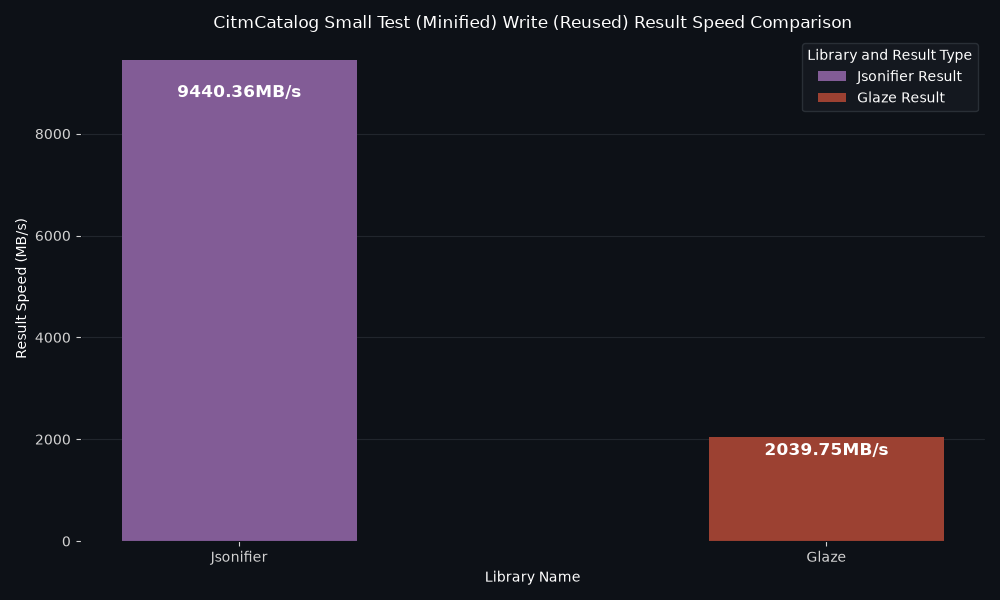 CitmCatalog Small Test (Minified) Write (Reused) Result Speed Comparison
Library and Result Type
Jsonifier Result
Glaze Result
9440.36MB/s
2039.75MB/s
Result Speed (MB/s)
8000
6000
4000
2000
0
Jsonifier
Glaze
Library Name